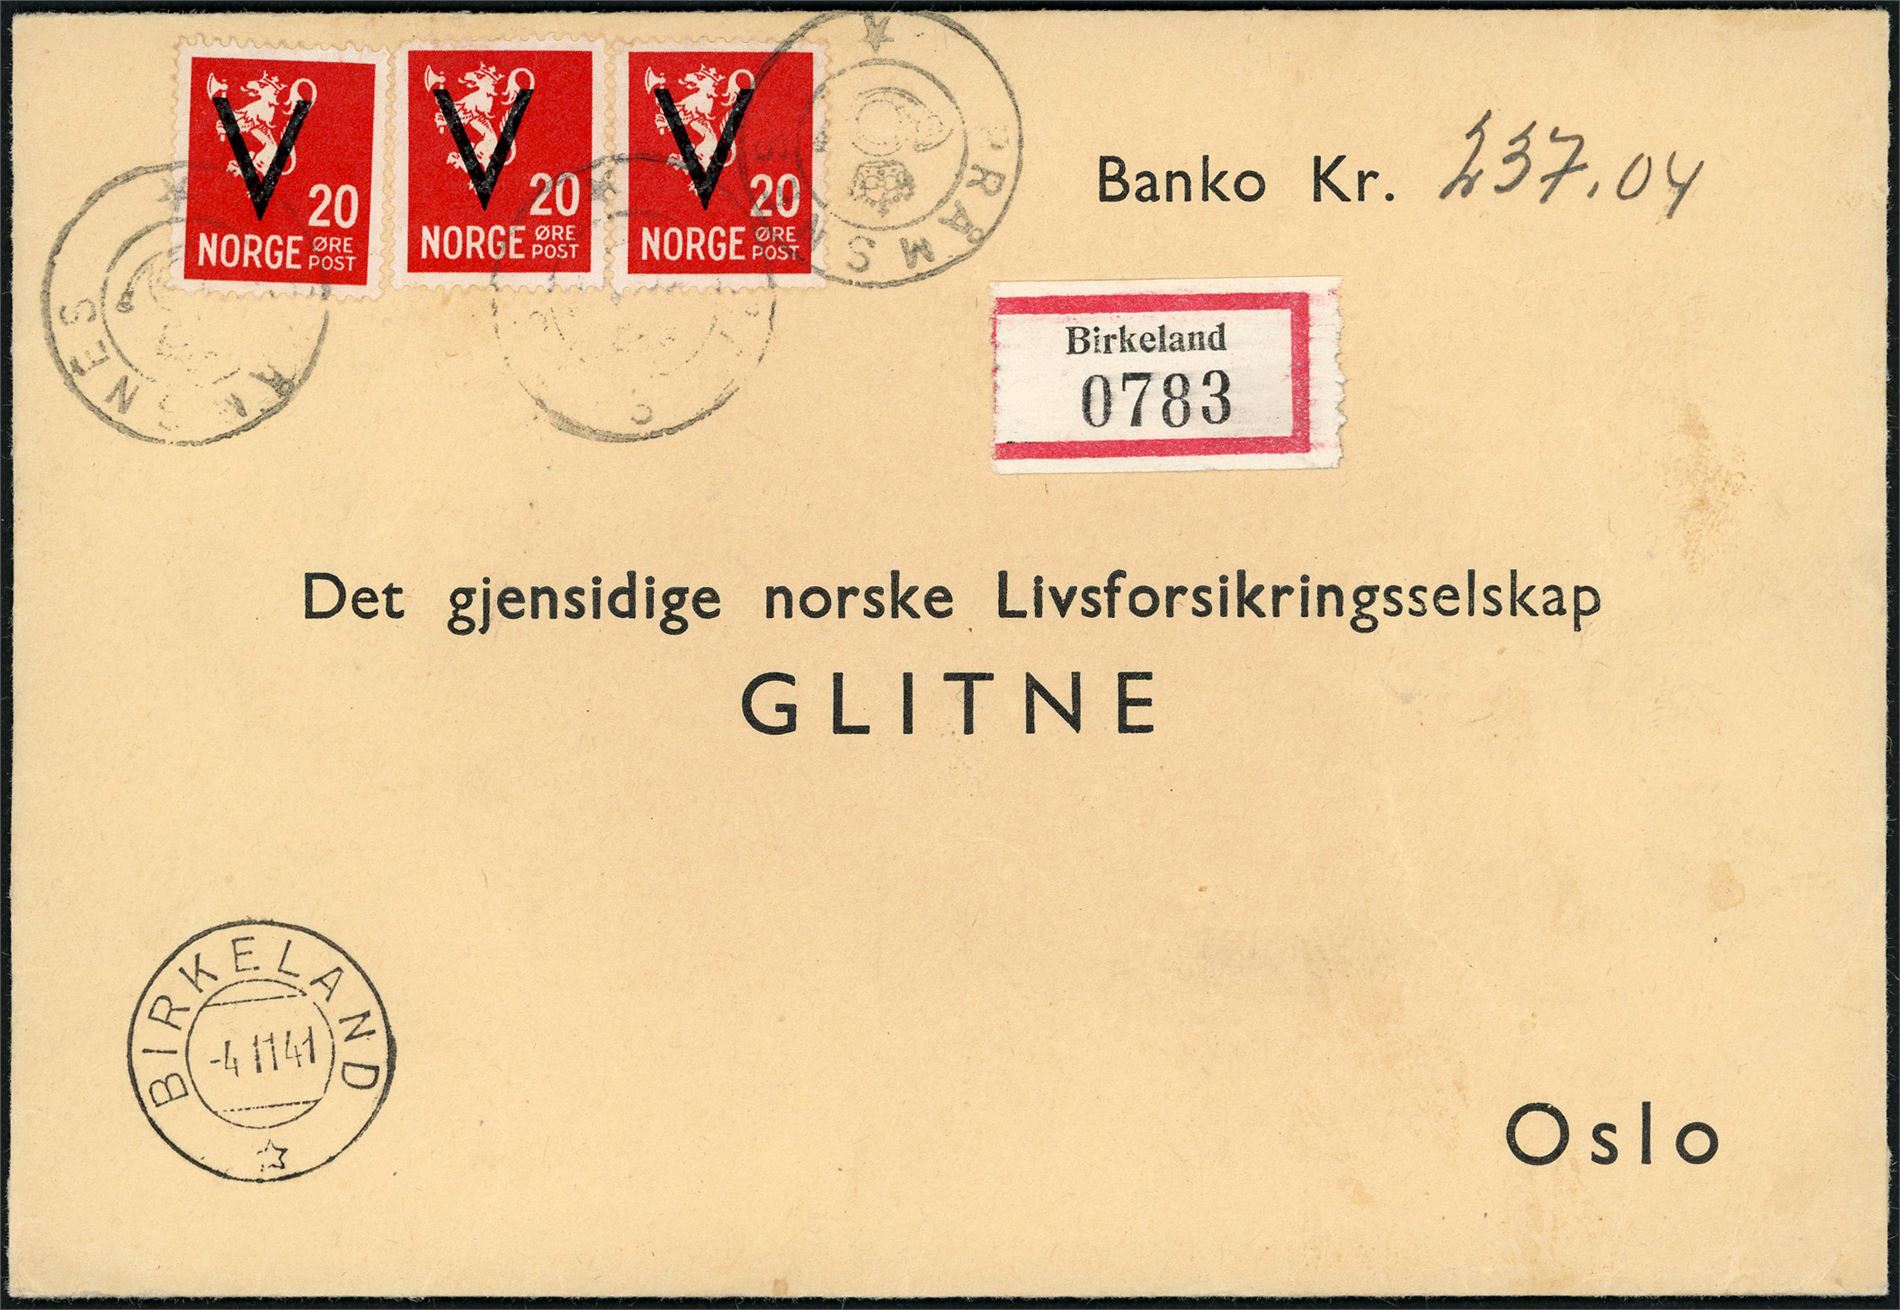 V 20 NORGE ØRE POST
V 20 NORGE ØRE POST
V 20 NORGE ØRE POST
Banko Kr. 237.04
Birkeland
0783
Det gjensidige norske Livsforsikringsselskap
GLITNE
BIRKELAND
-4 11 41
Oslo